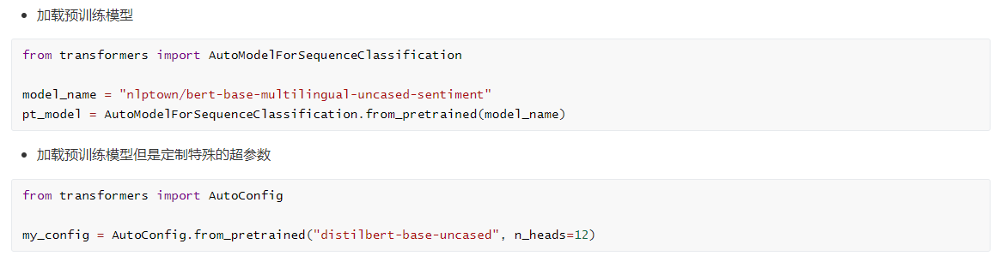 加载预训练模型
from transformers import AutoModelForSequenceClassification
model_name = "nlptown/bert-base-multilingual-uncased-sentiment"
pt_model = AutoModelForSequenceClassification.from_pretrained(model_name)
加载预训练模型但是定制特殊的超参数
from transformers import AutoConfig
my_config = AutoConfig.from_pretrained("distilbert-base-uncased", n_heads=12)